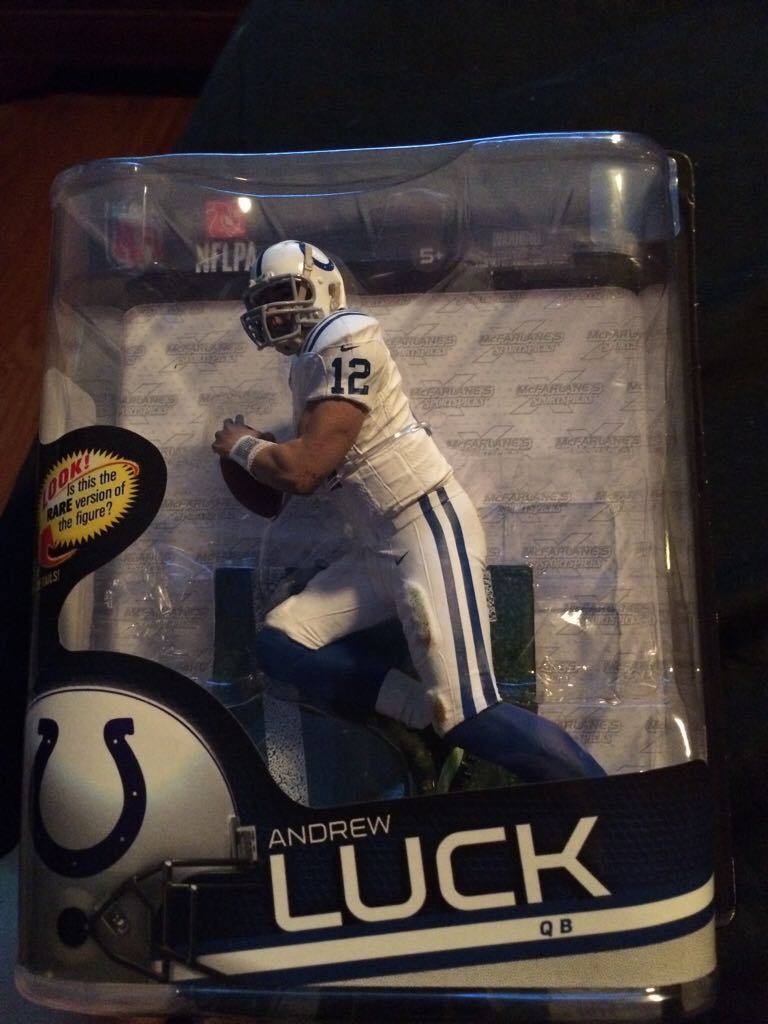 NFLPA
5+
McFARLANE'S
SPORTSPICKS
12
LOOK!
Is this the
RARE version of
the figure?
ANDREW
LUCK
QB